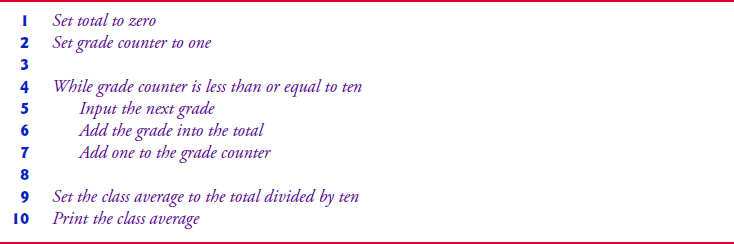 1 Set total to zero
2 Set grade counter to one
3
4 While grade counter is less than or equal to ten
5 Input the next grade
6 Add the grade into the total
7 Add one to the grade counter
8
9 Set the class average to the total divided by ten
10 Print the class average